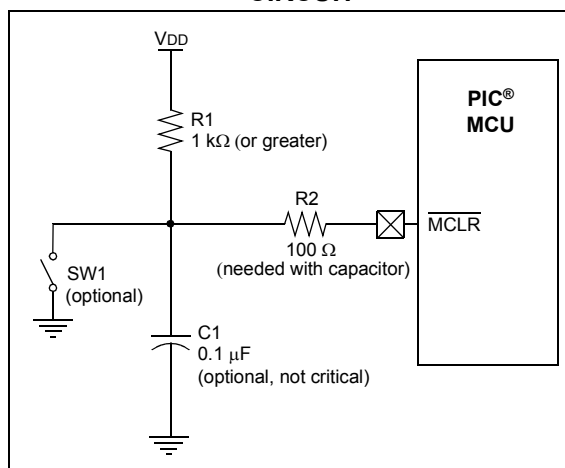 VDD
R1
1 kΩ (or greater)
PIC®
MCU
R2
100 Ω
(needed with capacitor)
MCLR
SW1
(optional)
C1
0.1 µF
(optional, not critical)